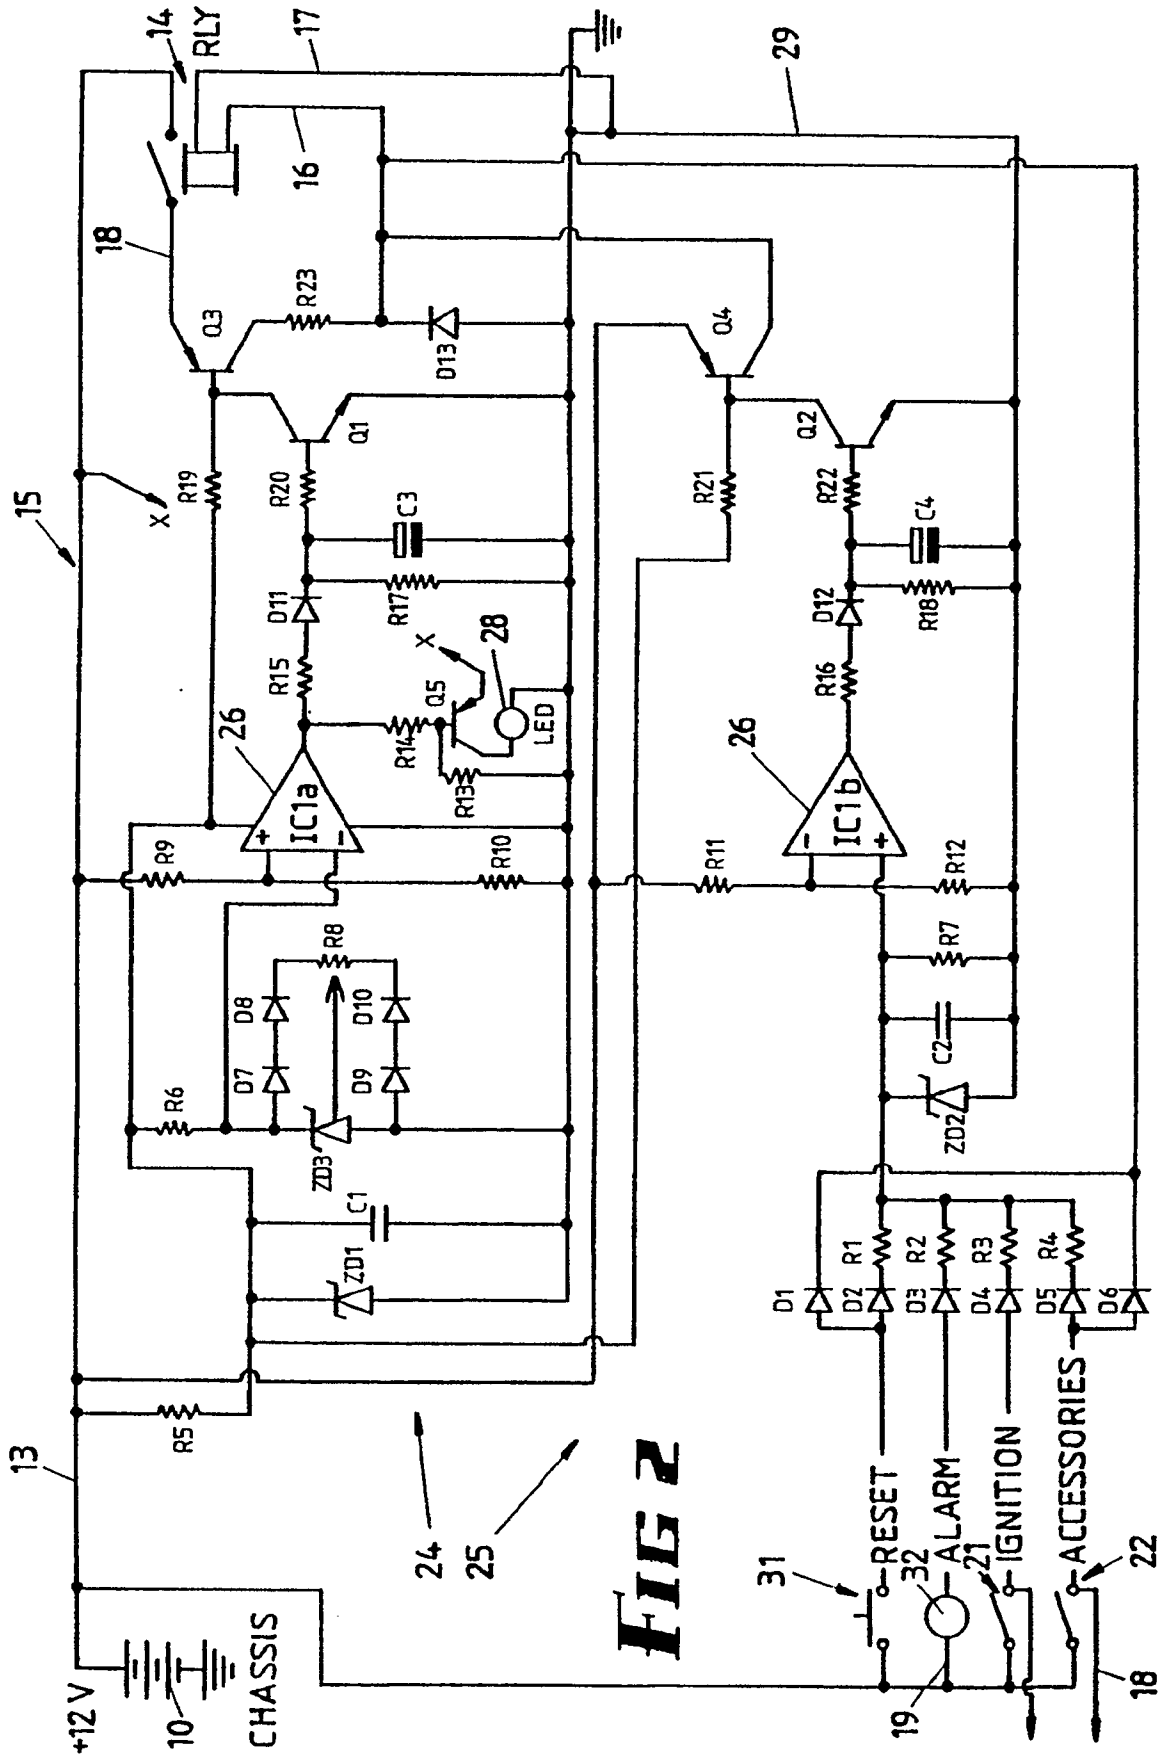 +12V
10
CHASSIS
13
15
18
14
RLY
17
16
R5
24
25
ZD1
C1
R6
ZD3
D7
D8
D9
D10
R8
R9
R10
+
IC1a
-
26
R19
X
Q3
R23
D13
R15
D11
R20
Q1
R17
C3
R14
R13
Q5
X
LED
28
29
FIG 2
31
RESET
32
ALARM
19
21
IGNITION
ACCESSORIES
22
18
D1
D2
D3
D4
D5
D6
R1
R2
R3
R4
ZD2
C2
R7
R11
R12
-
IC1b
+
26
R16
D12
R22
R18
C4
R21
Q2
Q4